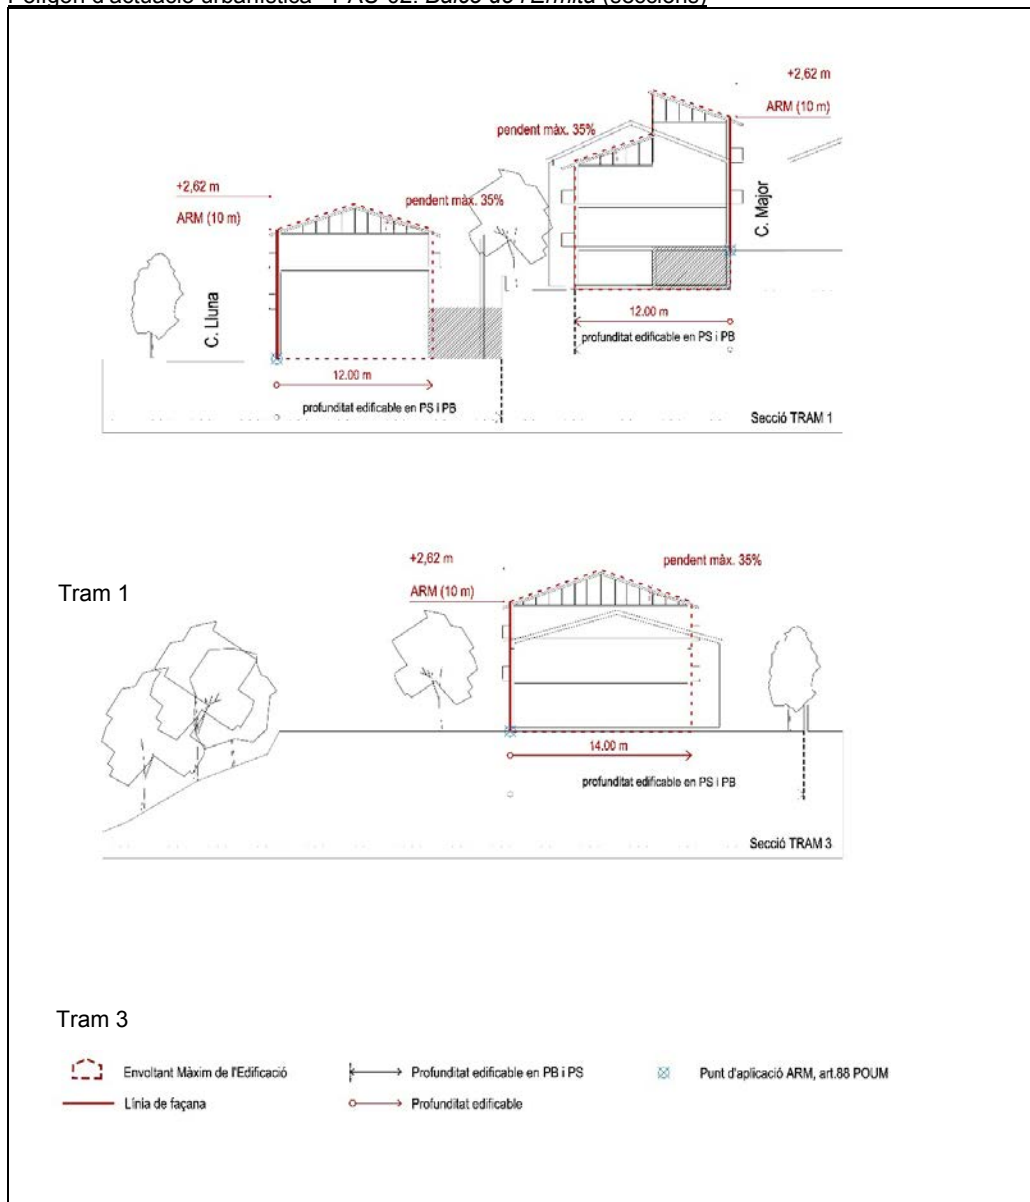 Polígon d'actuació urbanística - PAU-02. Baixos de l'Ermita (seccions)
+2,62 m
ARM (10 m)
pendent màx. 35%
C. Major
+2,62 m
ARM (10 m)
pendent màx. 35%
C. Lluna
12.00 m
profunditat edificable en PS i PB
12.00 m
profunditat edificable en PS i PB
Secció TRAM 1
+2,62 m
ARM (10 m)
pendent màx. 35%
Tram 1
14.00 m
profunditat edificable en PS i PB
Secció TRAM 3
Tram 3
Envoltant Màxim de l'Edificació
Profunditat edificable en PB i PS
Punt d'aplicació ARM, art.88 POUM
Línia de façana
Profunditat edificable